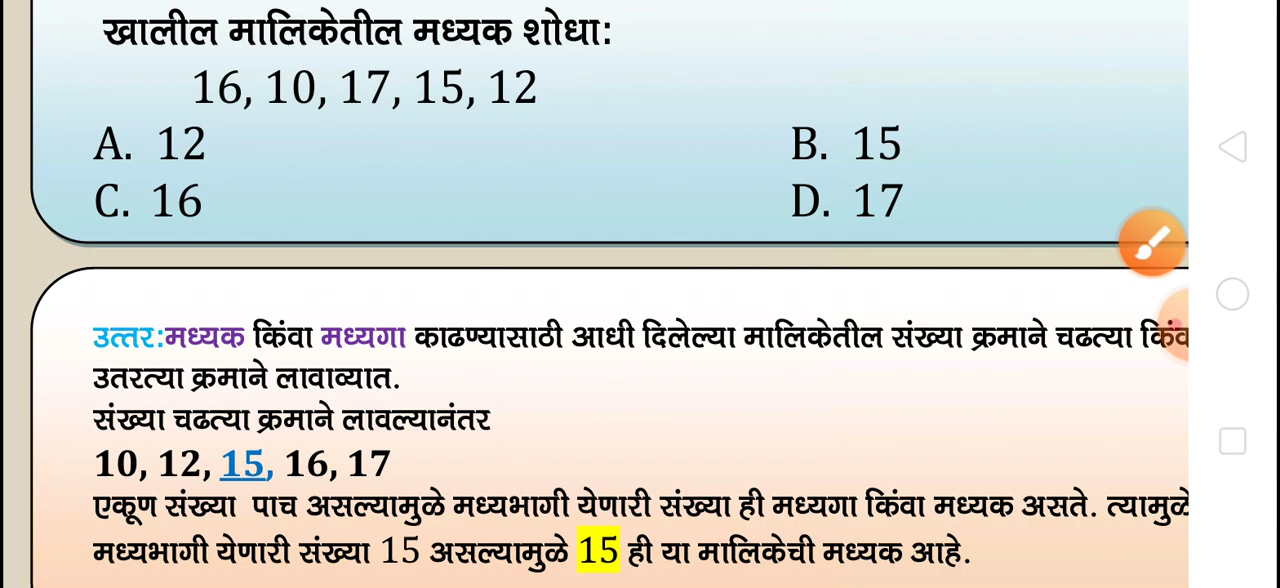 खालील मालिकेतील मध्यक शोधा:
16, 10, 17, 15, 12
A. 12 B. 15
C. 16 D. 17
उत्तर:मध्यक किंवा मध्यगा काढण्यासाठी आधी दिलेल्या मालिकेतील संख्या क्रमाने चढत्या
उतरत्या क्रमाने लावाव्यात.
संख्या चढत्या क्रमाने लावल्यानंतर
10, 12, 15, 16, 17
एकूण संख्या पाच असल्यामुळे मध्यभागी येणारी संख्या ही मध्यगा किंवा मध्यक असते. त्यामुळे
मध्यभागी येणारी संख्या 15 असल्यामुळे 15 ही या मालिकेची मध्यक आहे.